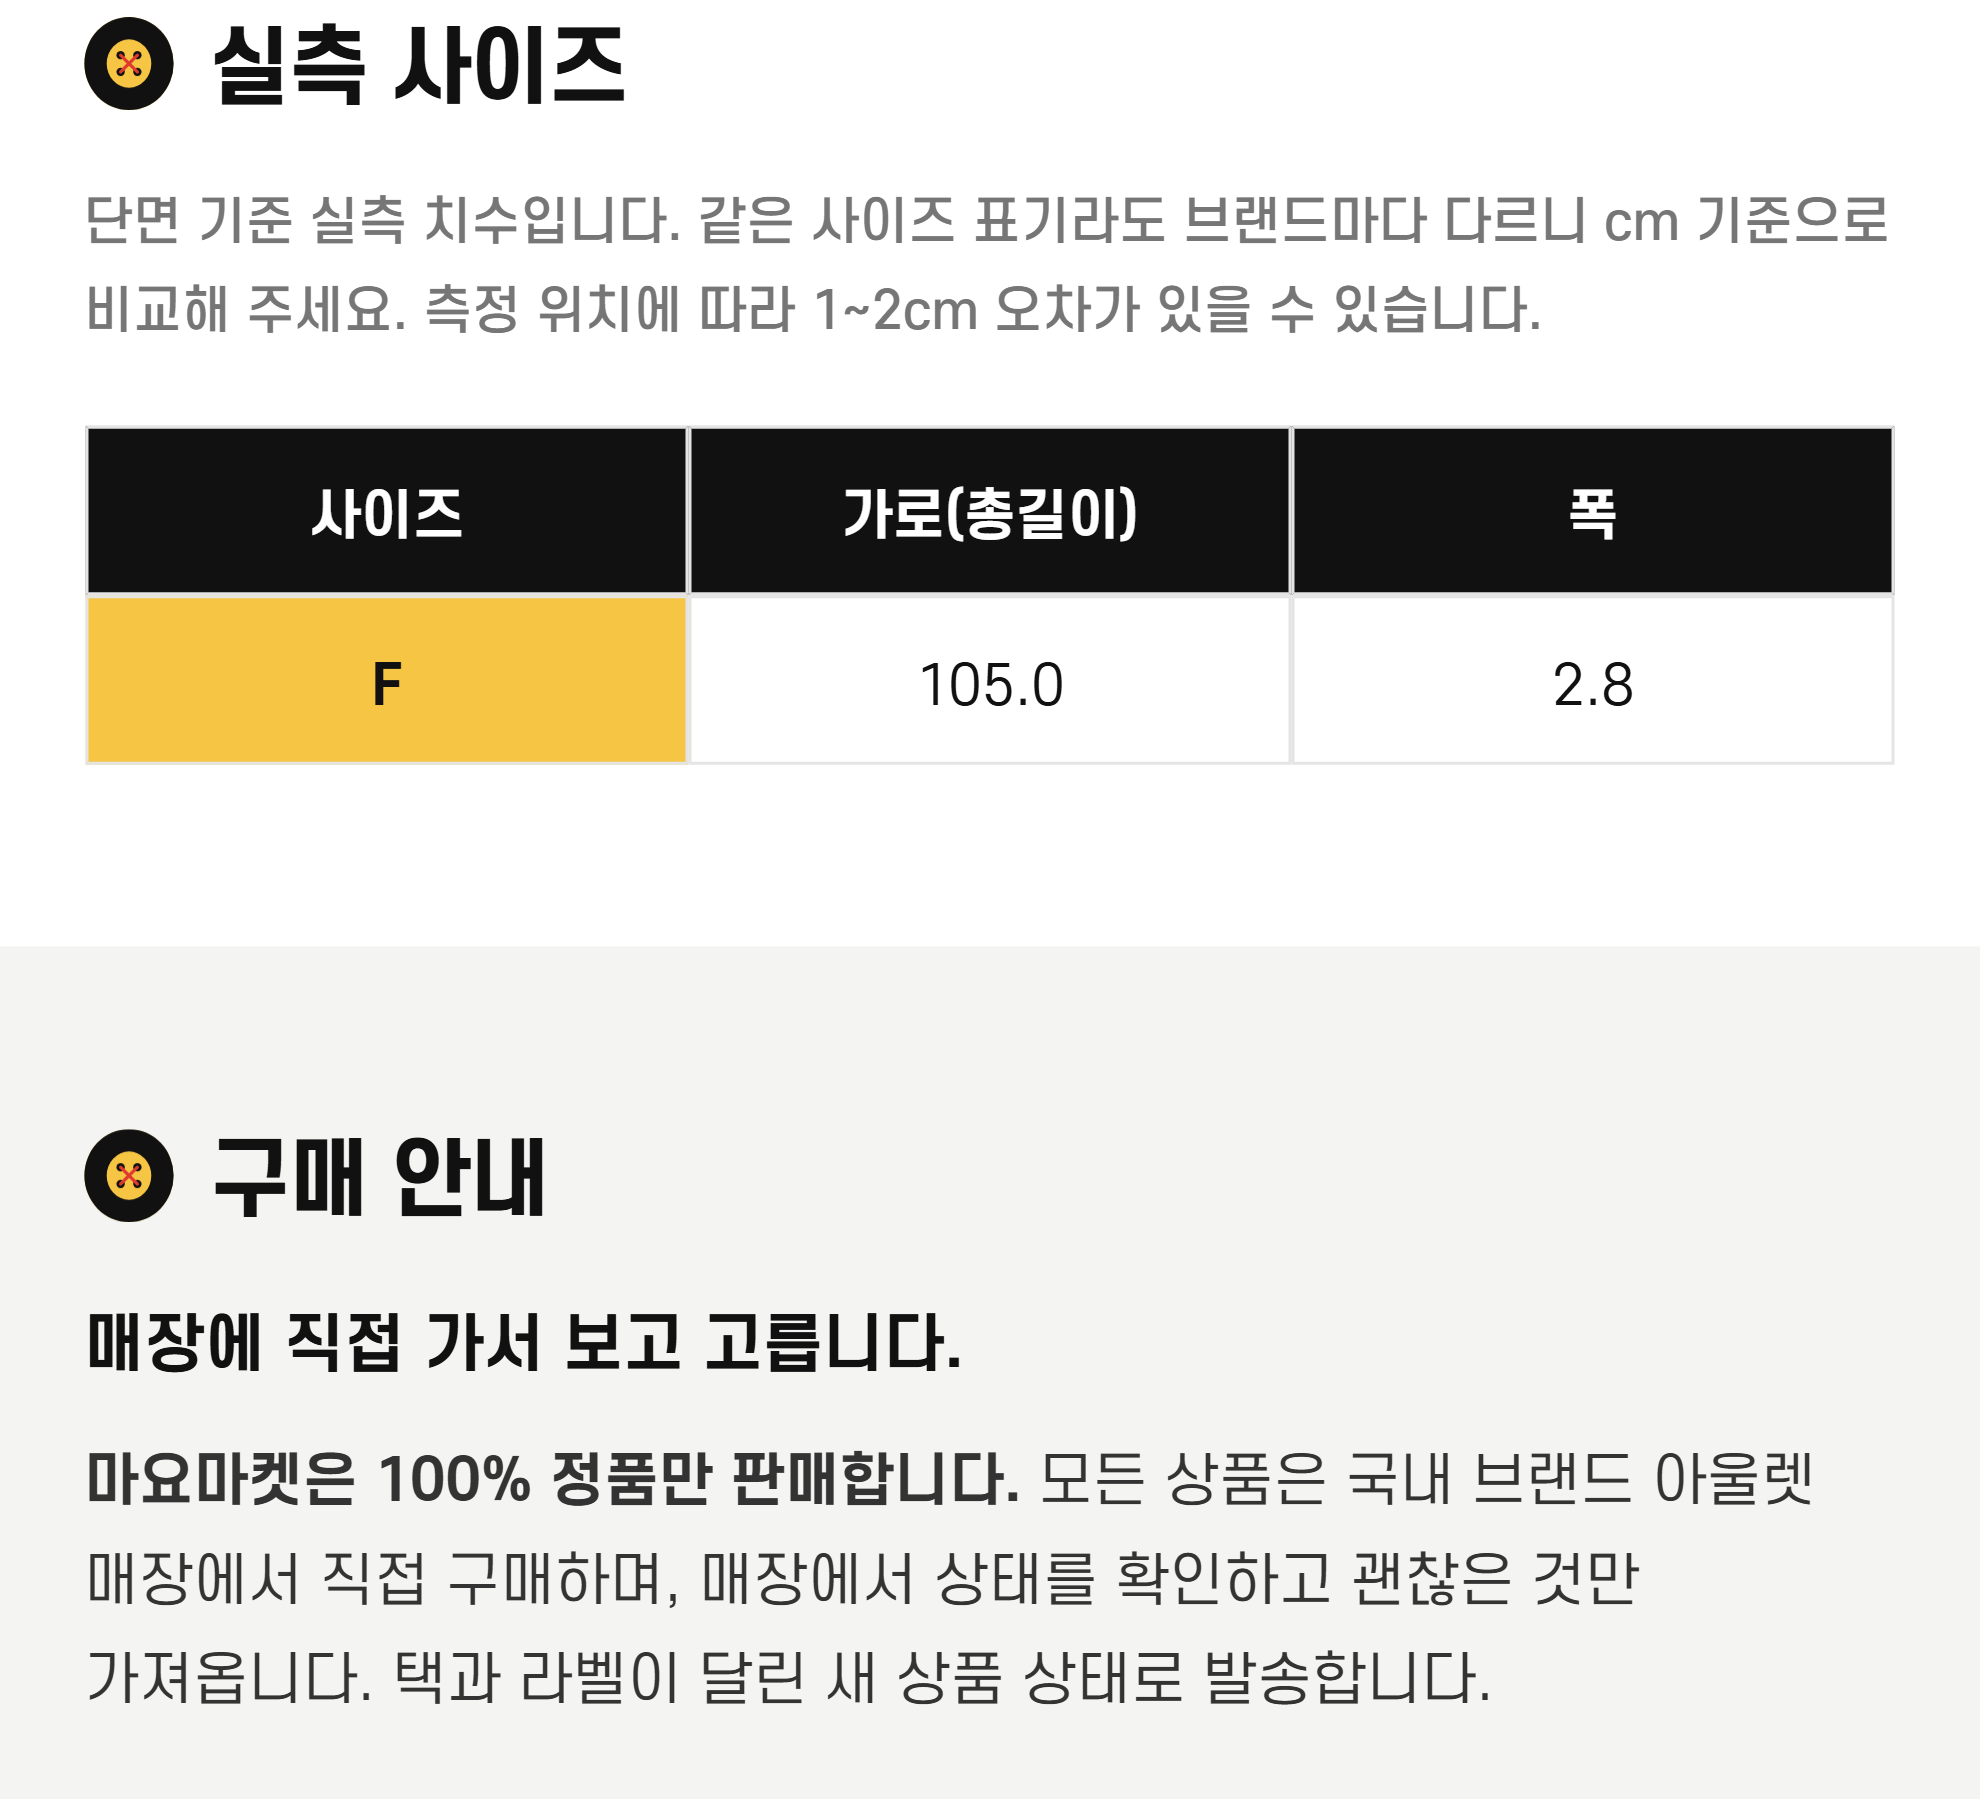 실측 사이즈
단면 기준 실측 치수입니다. 같은 사이즈 표기라도 브랜드마다 다르니 cm 기준으로
비교해 주세요. 측정 위치에 따라 1~2cm 오차가 있을 수 있습니다.
사이즈 가로(총길이) 폭
F 105.0 2.8
구매 안내
매장에 직접 가서 보고 고릅니다.
마요마켓은 100% 정품만 판매합니다. 모든 상품은 국내 브랜드 아울렛
매장에서 직접 구매하며, 매장에서 상태를 확인하고 괜찮은 것만
가져옵니다. 택과 라벨이 달린 새 상품 상태로 발송합니다.